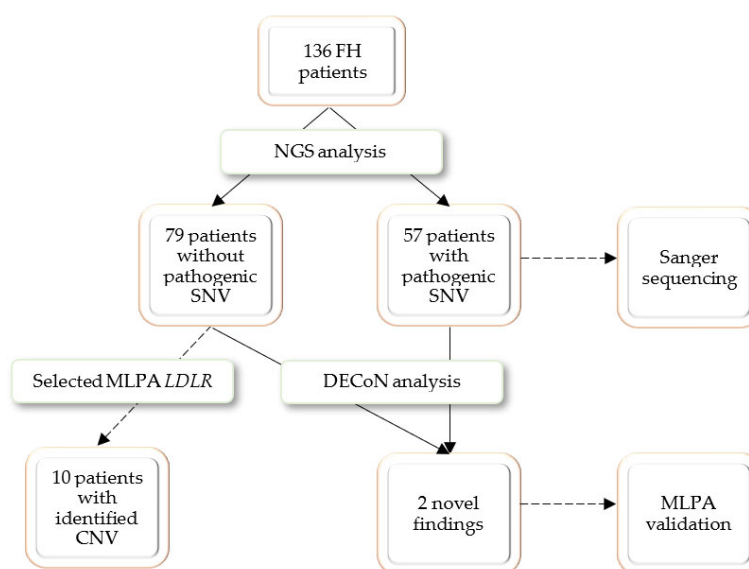 136 FH
patients
NGS analysis
79 patients
without
pathogenic
SNV
57 patients
with
pathogenic
SNV
Sanger
sequencing
Selected MLPA LDLR
DECoN analysis
10 patients
with
identified
CNV
2 novel
findings
MLPA
validation